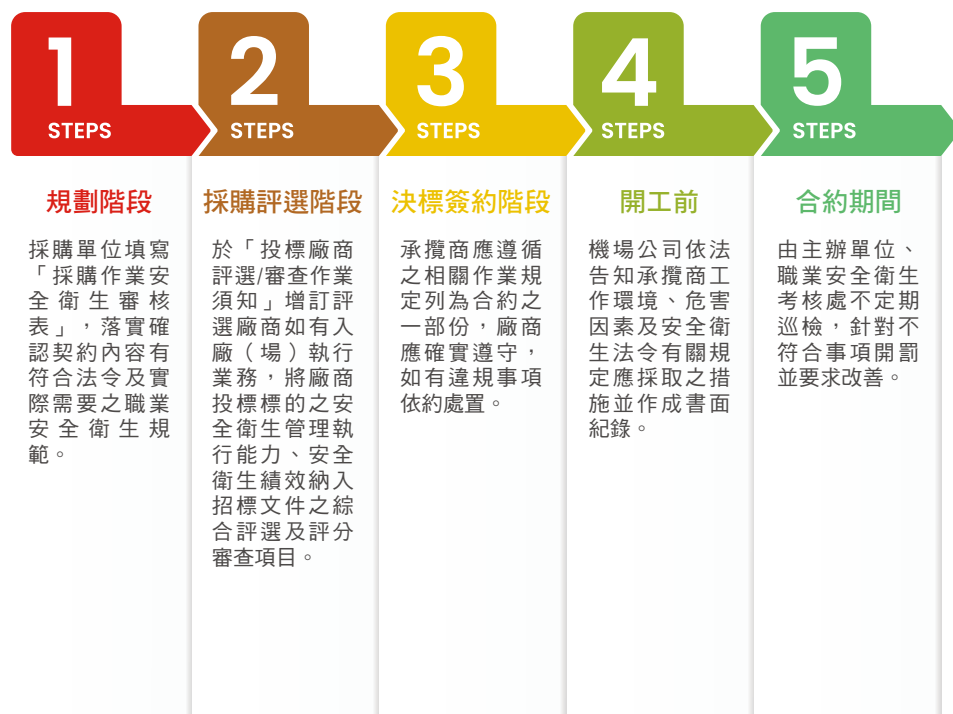 1
STEPS
規劃階段
採購單位填寫
「採購作業安
全衛生審核
表」，落實確
認契約內容有
符合法令及實
際需要之職業
安全衛生規
範。
2
STEPS
採購評選階段
於「投標廠商
評選/審查作業
須知」增訂評
選廠商如有入
廠（場）執行
業務，將廠商
投標標的之安
全衛生管理執
行能力、安全
衛生績效納入
招標文件之綜
合評選及評分
審查項目。
3
STEPS
決標簽約階段
承攬商應遵循
之相關作業規
定列為合約之
一部份，廠商
應確實遵守，
如有違規事項
依約處置。
4
STEPS
開工前
機場公司依法
告知承攬商工
作環境、危害
因素及安全衛
生法令有關規
定應採取之措
施並作成書面
紀錄。
5
STEPS
合約期間
由主辦單位、
職業安全衛生
考核處不定期
巡檢，針對不
符合事項開罰
並要求改善。